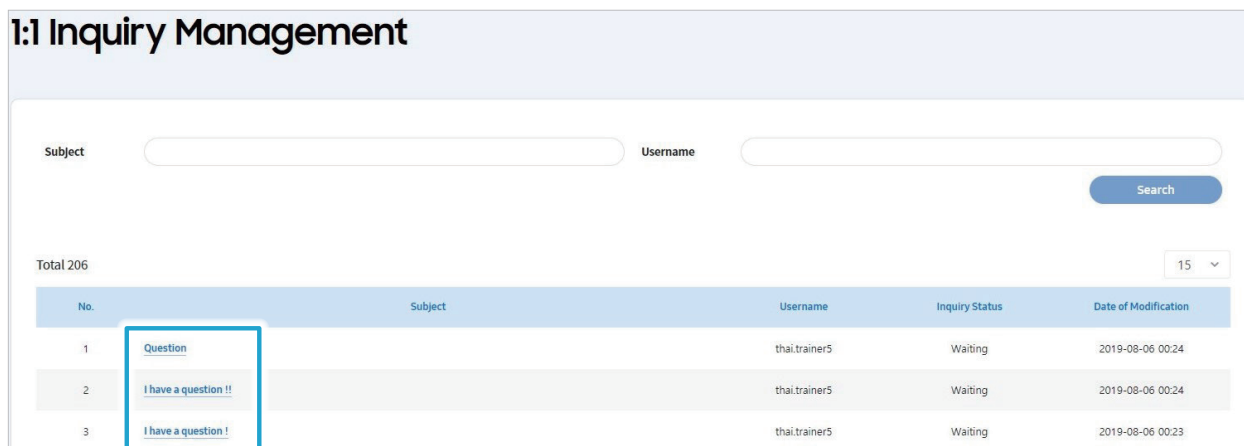 1:1 Inquiry Management
Subject Username
Search
Total 206 15
No. Subject Username Inquiry Status Date of Modification
1 Question thai.trainer5 Waiting 2019-08-06 00:24
2 I have a question !! thai.trainer5 Waiting 2019-08-06 00:24
3 I have a question ! thai.trainer5 Waiting 2019-08-06 00:23